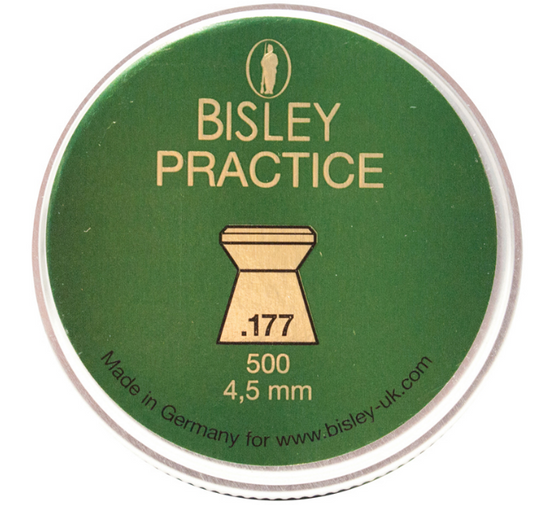 BISLEY
PRACTICE
.177
500
4,5 mm
Made in Germany for www.bisley-uk.com